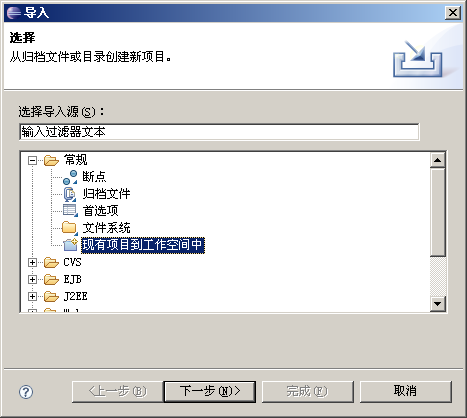 导入
选择
从归档文件或目录创建新项目。
选择导入源(S)：
输入过滤器文本
常规
断点
归档文件
首选项
文件系统
现有项目到工作空间中
CVS
EJB
J2EE
<上一步(B)
下一步(N)>
完成(F)
取消